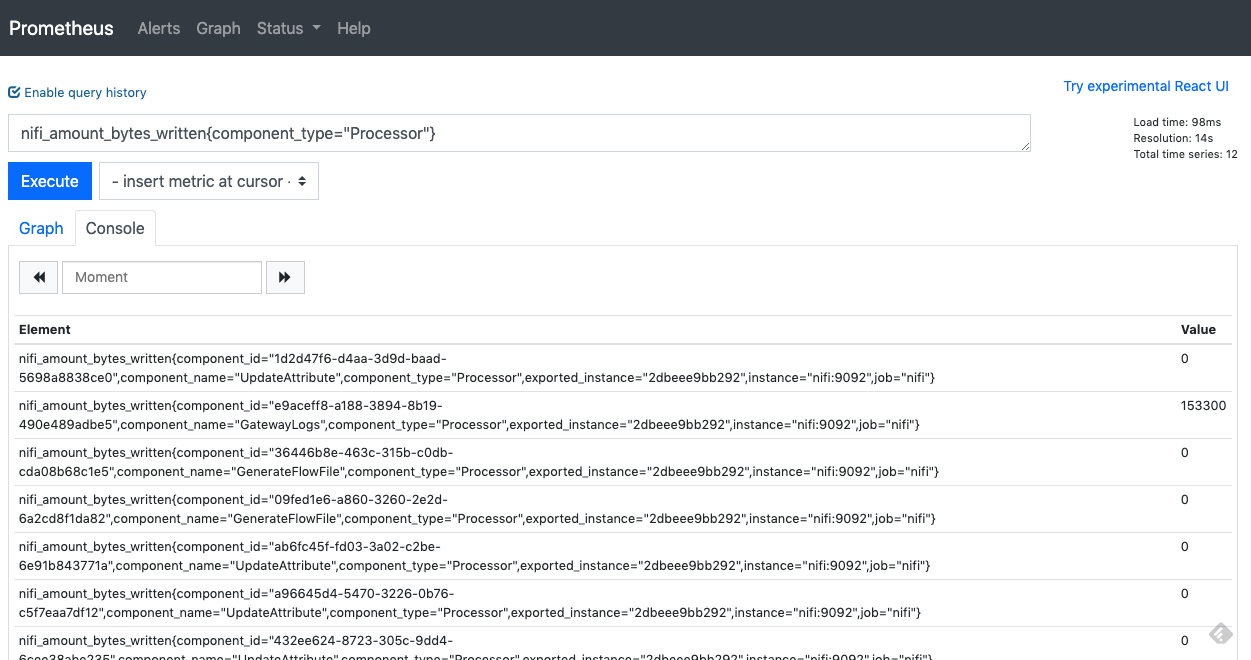 Prometheus Alerts Graph Status Help
Enable query history
Try experimental React UI
nifi_amount_bytes_written{component_type="Processor"}
Load time: 98ms
Resolution: 14s
Total time series: 12
Execute - insert metric at cursor -
Graph Console
Moment
Element Value
nifi_amount_bytes_written{component_id="1d2d47f6-d4aa-3d9d-baad- 0
5698a8838ce0",component_name="UpdateAttribute",component_type="Processor",exported_instance="2dbeee9bb292",instance="nifi:9092",job="nifi"}
nifi_amount_bytes_written{component_id="e9aceff8-a188-3894-8b19- 153300
490e489adbe5",component_name="GatewayLogs",component_type="Processor",exported_instance="2dbeee9bb292",instance="nifi:9092",job="nifi"}
nifi_amount_bytes_written{component_id="36446b8e-463c-315b-c0db- 0
cda08b68c1e5",component_name="GenerateFlowFile",component_type="Processor",exported_instance="2dbeee9bb292",instance="nifi:9092",job="nifi"}
nifi_amount_bytes_written{component_id="09fed1e6-a860-3260-2e2d- 0
6a2cd8f1da82",component_name="GenerateFlowFile",component_type="Processor",exported_instance="2dbeee9bb292",instance="nifi:9092",job="nifi"}
nifi_amount_bytes_written{component_id="ab6fc45f-fd03-3a02-c2be- 0
6e91b843771a",component_name="UpdateAttribute",component_type="Processor",exported_instance="2dbeee9bb292",instance="nifi:9092",job="nifi"}
nifi_amount_bytes_written{component_id="a96645d4-5470-3226-0b76- 0
c5f7eaa7df12",component_name="UpdateAttribute",component_type="Processor",exported_instance="2dbeee9bb292",instance="nifi:9092",job="nifi"}
nifi_amount_bytes_written{component_id="432ee624-8723-305c-9dd4- 0
6cee38abe235",component_name="UpdateAttribute",component_type="Processor",exported_instance="2dbeee9bb292",instance="nifi:9092",job="nifi"}